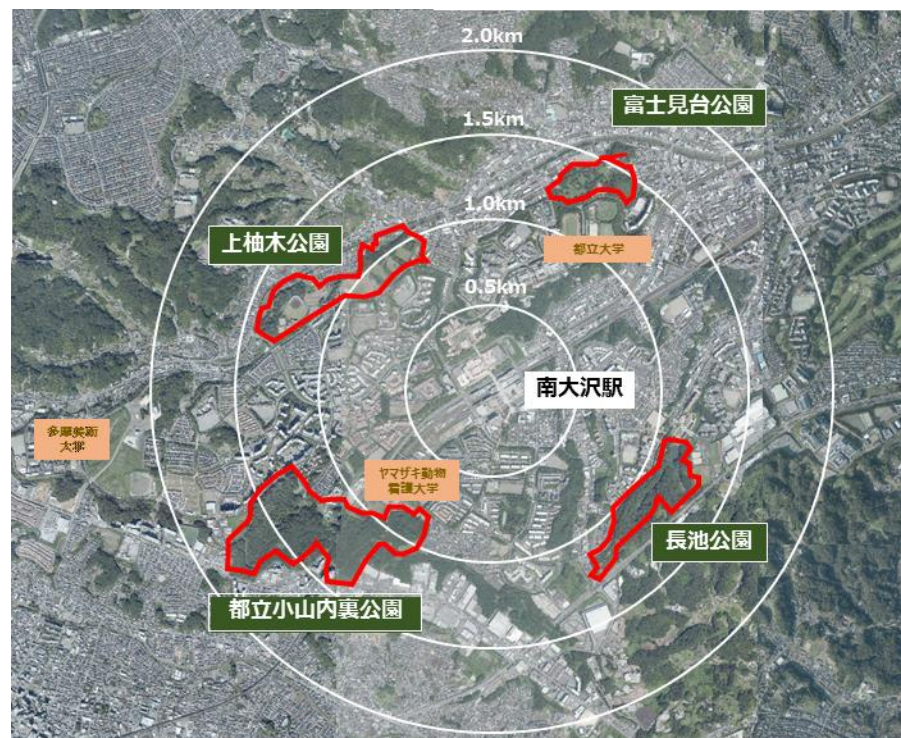 2.0km
富士見台公園
1.5km
1.0km
上柚木公園
都立大学
0.5km
南大沢駅
多摩美術
大学
ヤマザキ動物
看護大学
長池公園
都立小山内裏公園